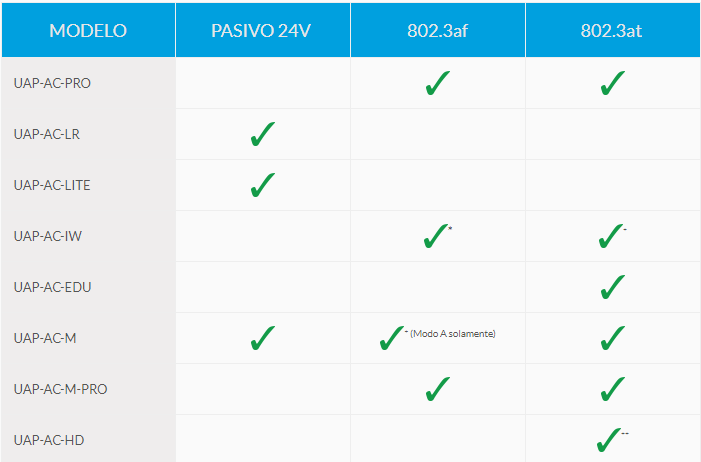 MODELO PASIVO 24V 802.3af 802.3at
UAP-AC-PRO ✓ ✓
UAP-AC-LR ✓
UAP-AC-LITE ✓
UAP-AC-IW ✓* ✓-
UAP-AC-EDU ✓
UAP-AC-M ✓ ✓- (Modo A solamente) ✓
UAP-AC-M-PRO ✓ ✓
UAP-AC-HD ✓--